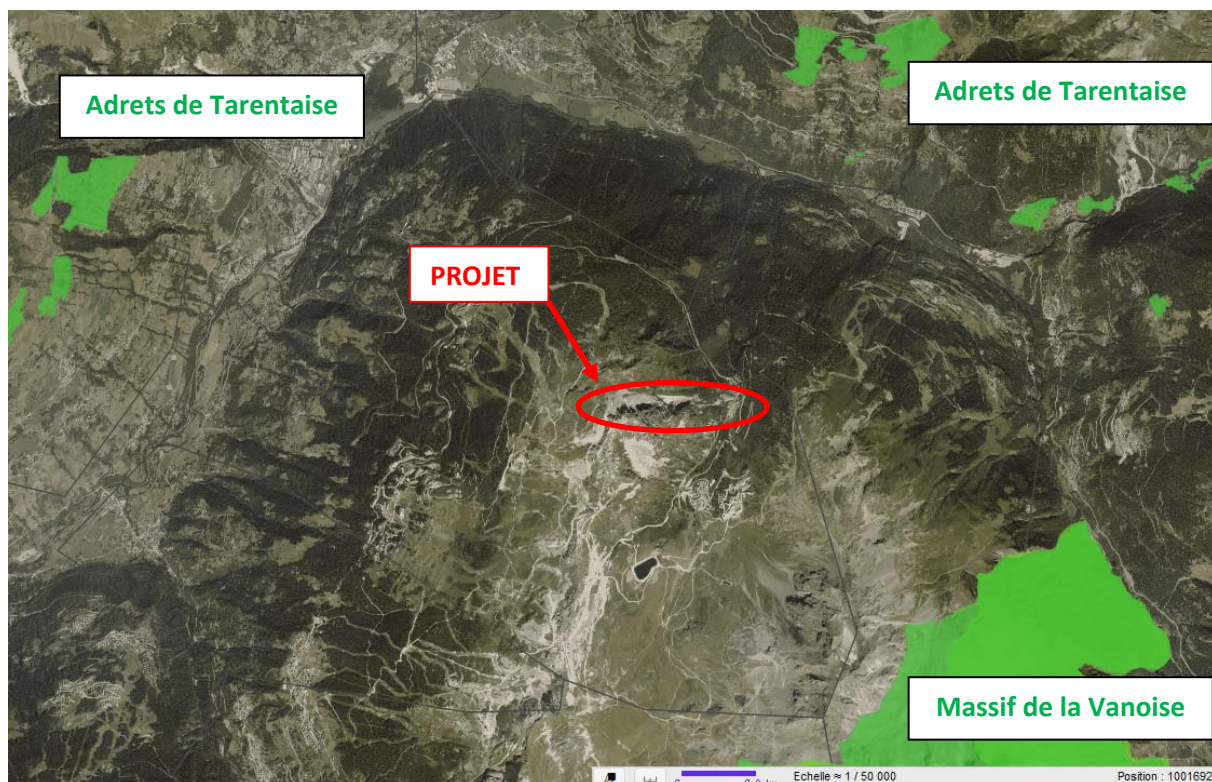 Adrets de Tarentaise
Adrets de Tarentaise
PROJET
Massif de la Vanoise
Echelle ≈ 1 / 50 000
Position : 1001692